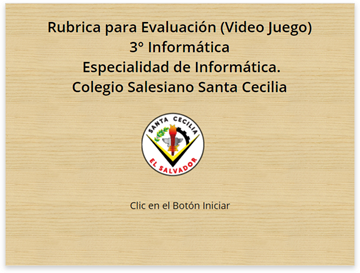 Rubrica para Evaluación (Video Juego)
3º Informática
Especialidad de Informática.
Colegio Salesiano Santa Cecilia
SANTA CECILIA
EL SALVADOR
Clic en el Botón Iniciar